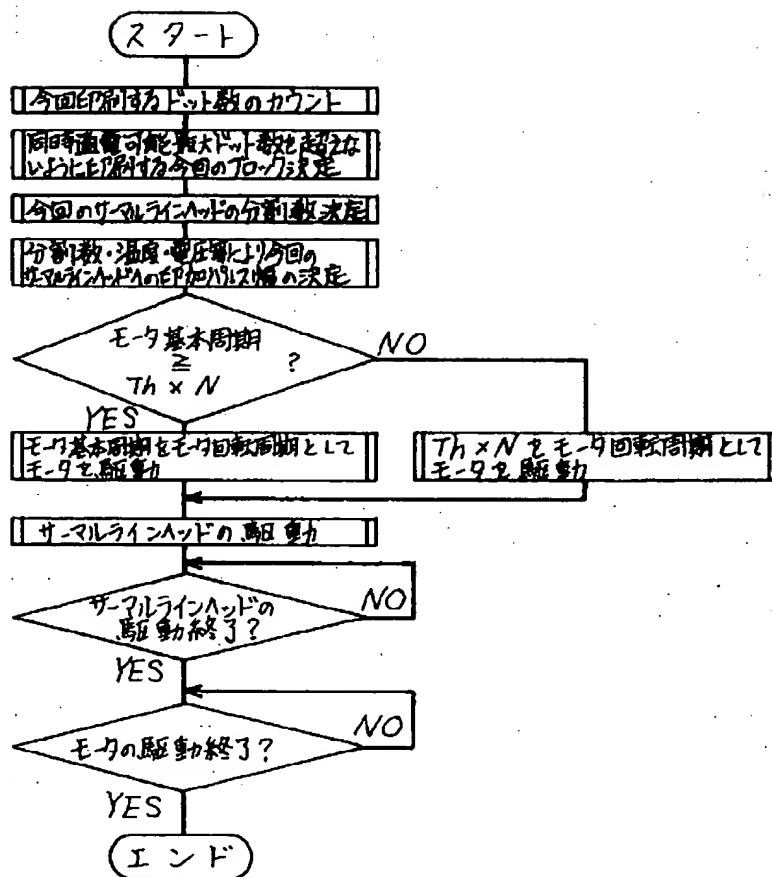 スタート
今回印刷するドット数のカウント
同時通電可能最大ドット数を超えな
いように印刷する今回のブロック決定
今回のサーマルラインヘッドの分割数決定
分割数・温度・電圧等により今回の
サーマルラインヘッドへの印加パルス幅の決定
モータ基本周期
≧ ?
Th × N
NO
YES
モータ基本周期をモータ回転周期として
モータを駆動
Th × N をモータ回転周期として
モータを駆動
サーマルラインヘッドの駆動
サーマルラインヘッドの
駆動終了?
NO
YES
モータの駆動終了?
NO
YES
エンド